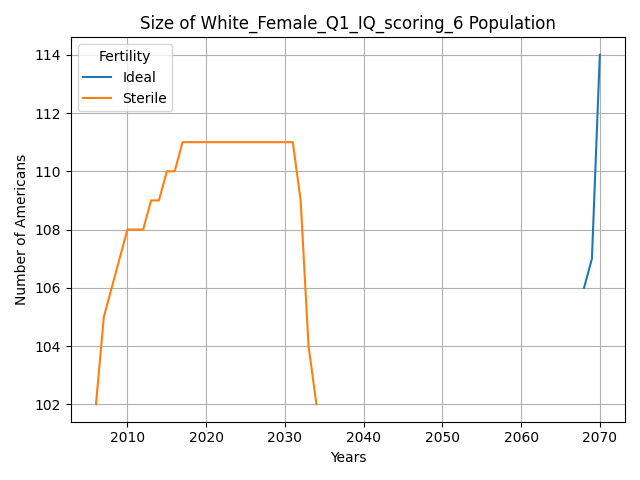 Size of White_Female_Q1_IQ_scoring_6 Population
Fertility
Ideal
Sterile
Number of Americans
114
112
110
108
106
104
102
2010
2020
2030
2040
2050
2060
2070
Years